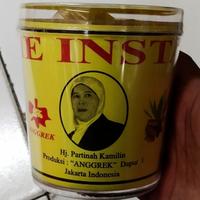 E INST
ANGGREK
Hj. Partinah Kamilin
Produksi : "ANGGREK" Dapur
Jakarta Indonesia